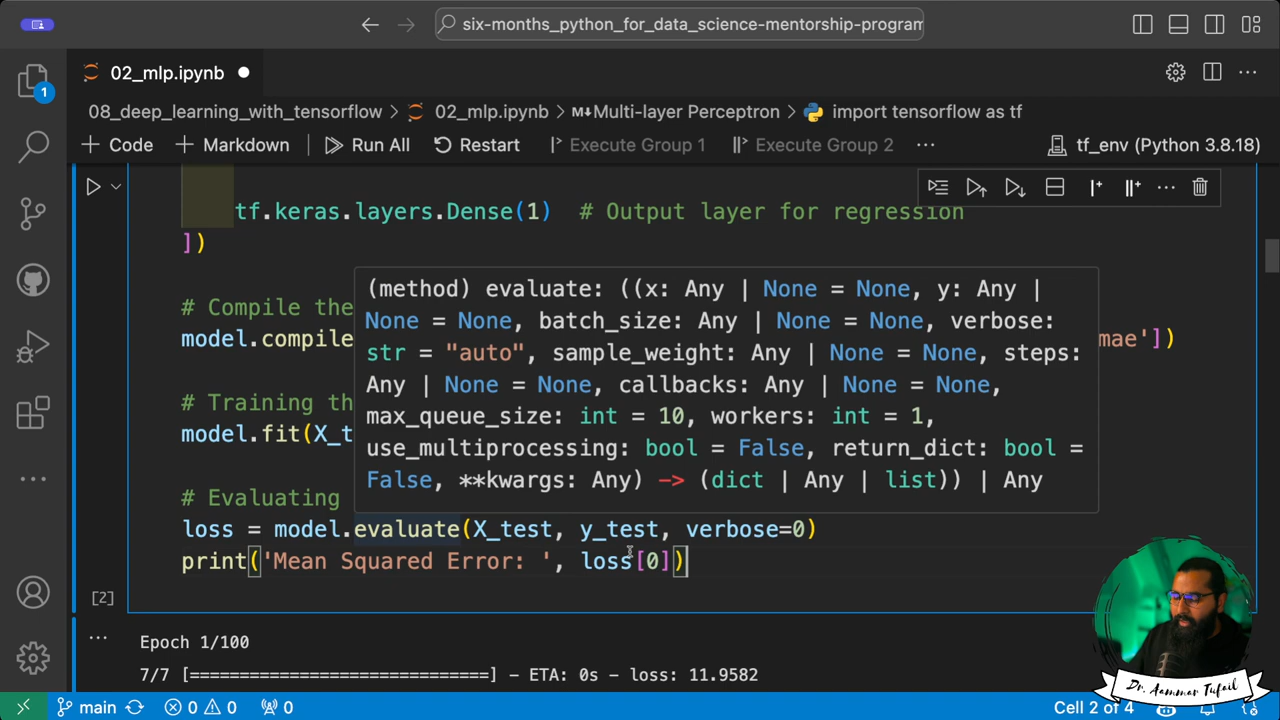 six-months_python_for_data_science-mentorship-program
02_mlp.ipynb
08_deep_learning_with_tensorflow > 02_mlp.ipynb > M↓Multi-layer Perceptron > import tensorflow as tf
+ Code + Markdown Run All Restart Execute Group 1 Execute Group 2 ··· tf_env (Python 3.8.18)
tf.keras.layers.Dense(1) # Output layer for regression
])
# Compile the
model.compile
mae'])
# Training th
model.fit(X_t
(method) evaluate: ((x: Any | None = None, y: Any |
None = None, batch_size: Any | None = None, verbose:
str = "auto", sample_weight: Any | None = None, steps:
Any | None = None, callbacks: Any | None = None,
max_queue_size: int = 10, workers: int = 1,
use_multiprocessing: bool = False, return_dict: bool =
False, **kwargs: Any) -> (dict | Any | list)) | Any
# Evaluating
loss = model.evaluate(X_test, y_test, verbose=0)
print('Mean Squared Error: ', loss[0])
[2]
1
Epoch 1/100
7/7 [==============================] - ETA: 0s - loss: 11.9582
Dr. Aammar Tufail
main 0 0 0 Cell 2 of 4